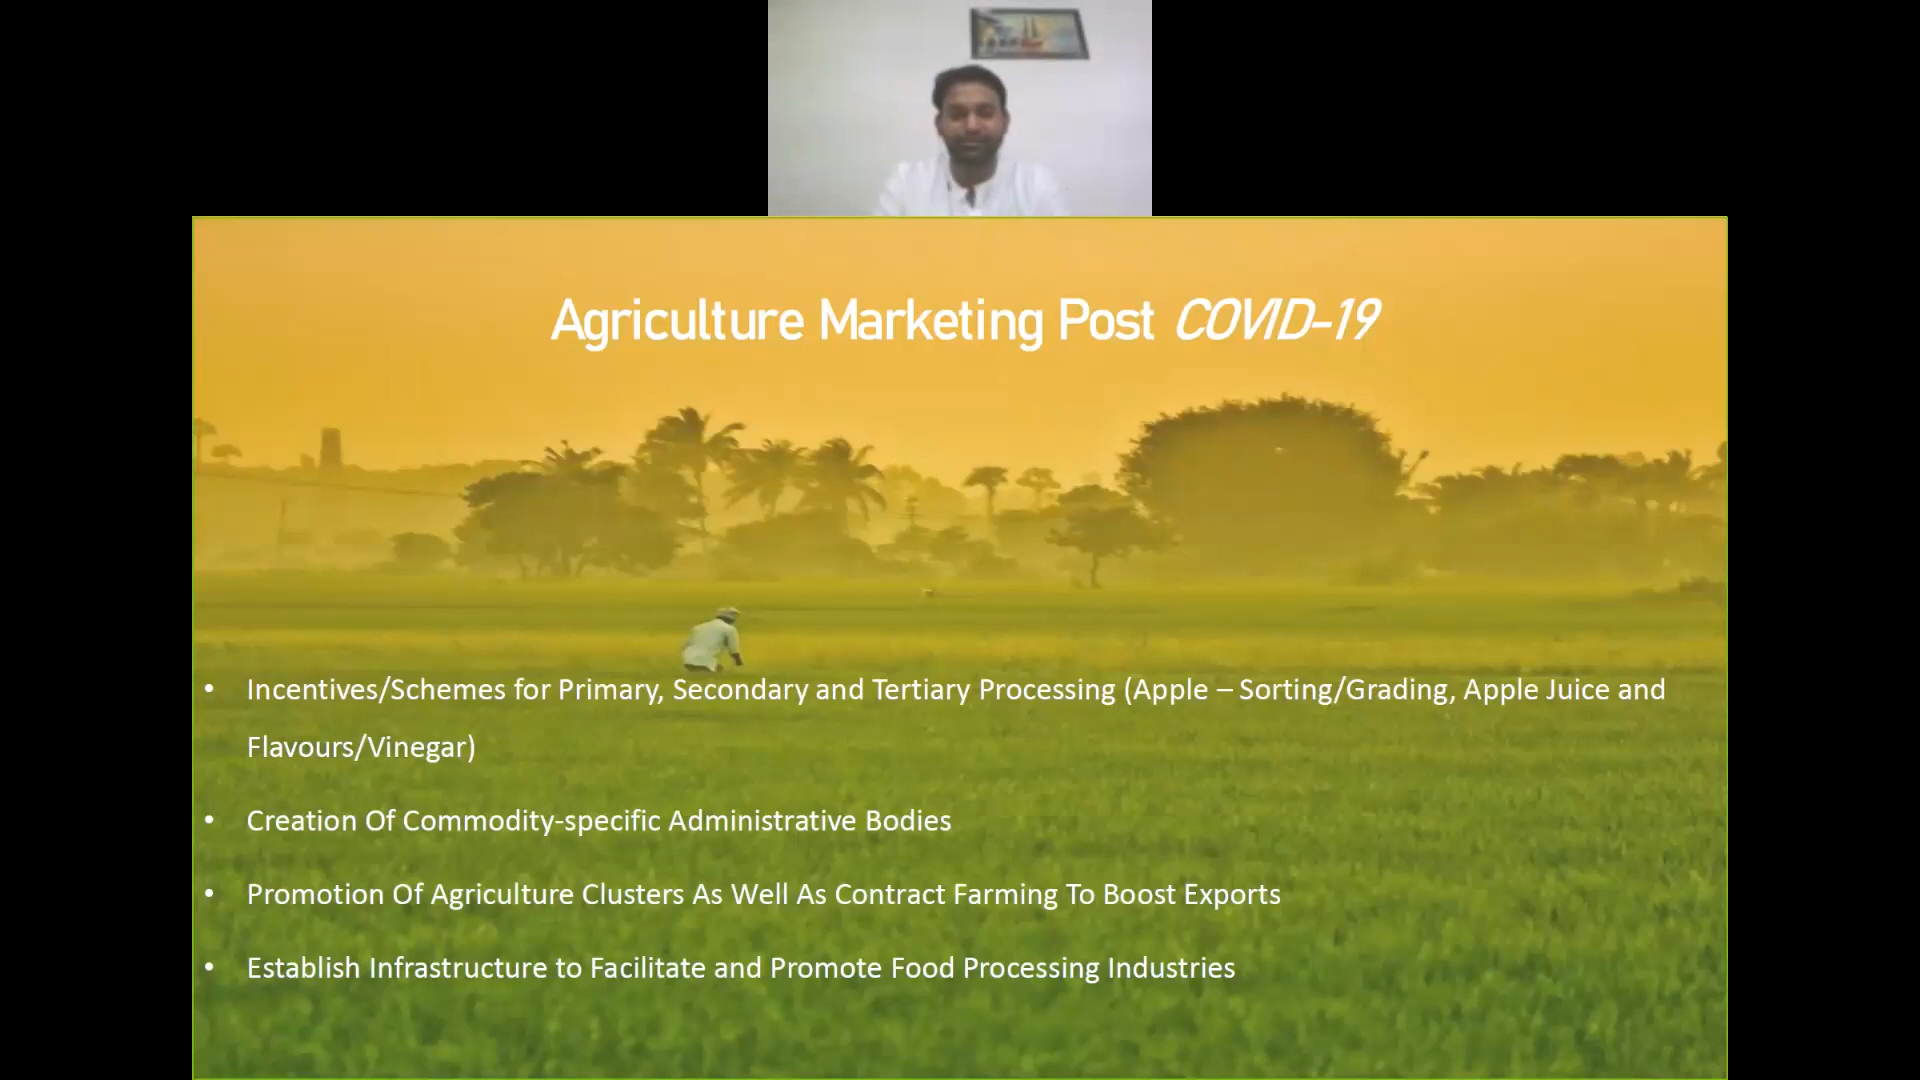 Agriculture Marketing Post COVID-19
• Incentives/Schemes for Primary, Secondary and Tertiary Processing (Apple – Sorting/Grading, Apple Juice and
Flavours/Vinegar)
• Creation Of Commodity-specific Administrative Bodies
• Promotion Of Agriculture Clusters As Well As Contract Farming To Boost Exports
• Establish Infrastructure to Facilitate and Promote Food Processing Industries